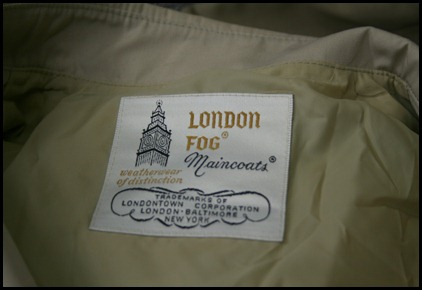 LONDON
FOG®
Maincoats®
weatherwear
of distinction
TRADEMARKS OF
LONDONTOWN CORPORATION
LONDON · BALTIMORE
NEW YORK